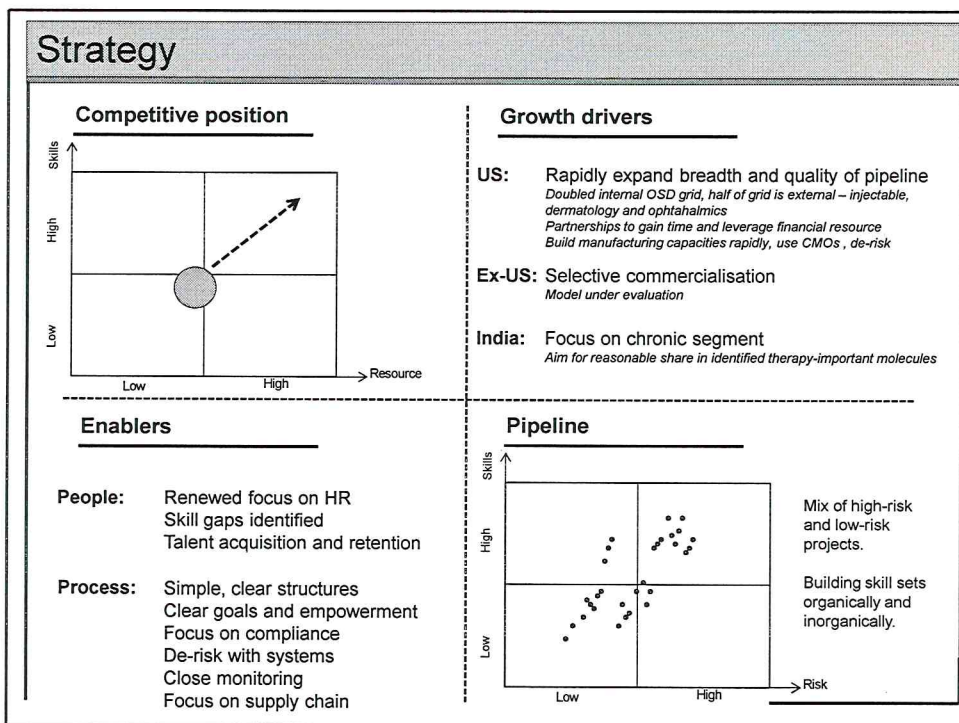 Strategy
Competitive position
Skills
High
Low
Low
High
Resource
Growth drivers
US: Rapidly expand breadth and quality of pipeline
Doubled internal OSD grid, half of grid is external – injectable,
dermatology and ophtahalmics
Partnerships to gain time and leverage financial resource
Build manufacturing capacities rapidly, use CMOs , de-risk
Ex-US: Selective commercialisation
Model under evaluation
India: Focus on chronic segment
Aim for reasonable share in identified therapy-important molecules
Enablers
People: Renewed focus on HR
Skill gaps identified
Talent acquisition and retention
Process: Simple, clear structures
Clear goals and empowerment
Focus on compliance
De-risk with systems
Close monitoring
Focus on supply chain
Pipeline
Skills
High
Low
Low
High
Risk
Mix of high-risk
and low-risk
projects.
Building skill sets
organically and
inorganically.